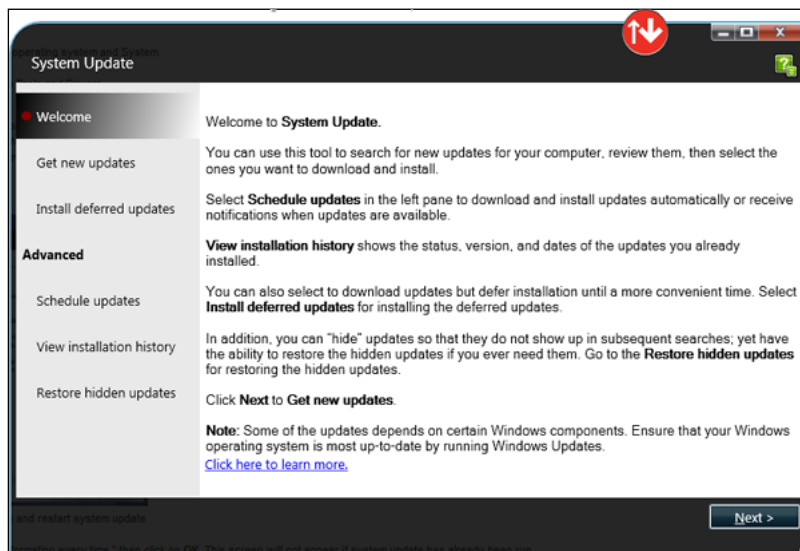 operating system and System
System Update
Welcome
Get new updates
Install deferred updates
Advanced
Schedule updates
View installation history
Restore hidden updates
Welcome to System Update.
You can use this tool to search for new updates for your computer, review them, then select the
ones you want to download and install.
Select Schedule updates in the left pane to download and install updates automatically or receive
notifications when updates are available.
View installation history shows the status, version, and dates of the updates you already
installed.
You can also select to download updates but defer installation until a more convenient time. Select
Install deferred updates for installing the deferred updates.
In addition, you can "hide" updates so that they do not show up in subsequent searches; yet have
the ability to restore the hidden updates if you ever need them. Go to the Restore hidden updates
for restoring the hidden updates.
Click Next to Get new updates.
Note: Some of the updates depends on certain Windows components. Ensure that your Windows
operating system is most up-to-date by running Windows Updates.
Click here to learn more.
and restart system update
Next >